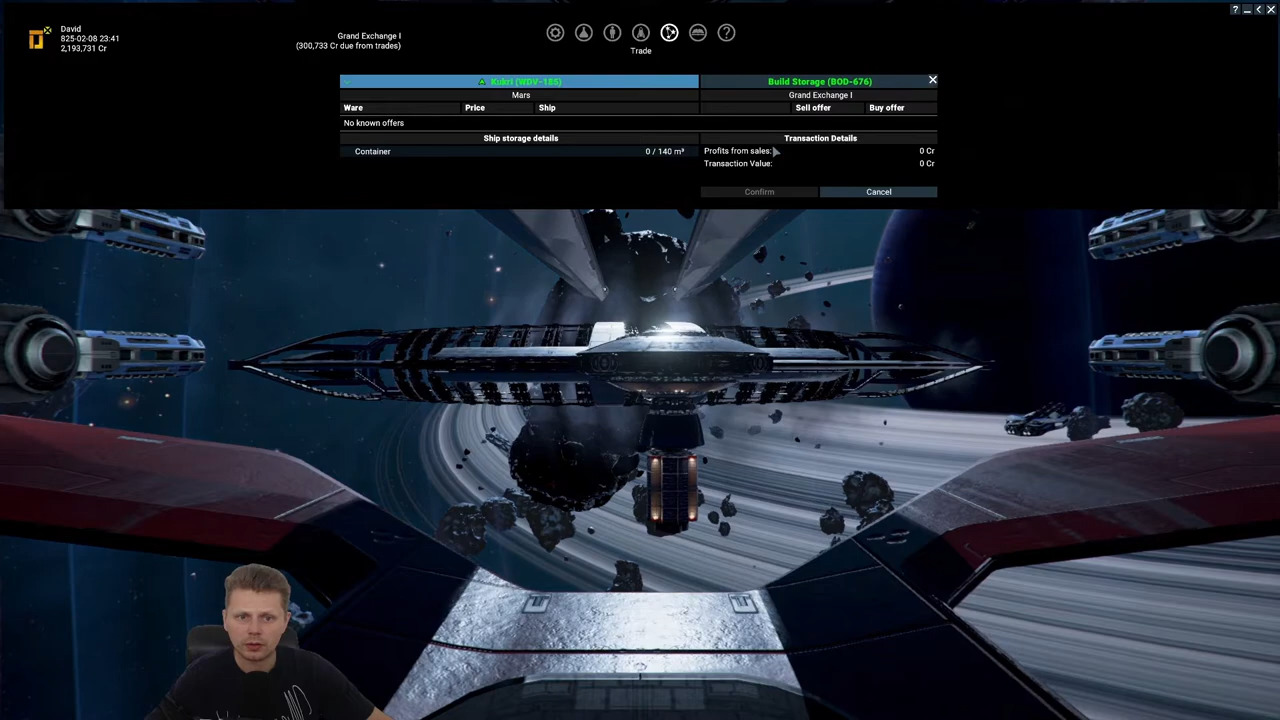 David
825-02-08 23:41
2,193,731 Cr
Grand Exchange I
(300,733 Cr due from trades)
Trade
Kukri (WDV-185)
Build Storage (BOD-676)
Mars
Grand Exchange I
Ware Price Ship
Sell offer Buy offer
No known offers
Ship storage details
Transaction Details
Container 0 / 140 m³
Profits from sales: 0 Cr
Transaction Value: 0 Cr
Confirm Cancel